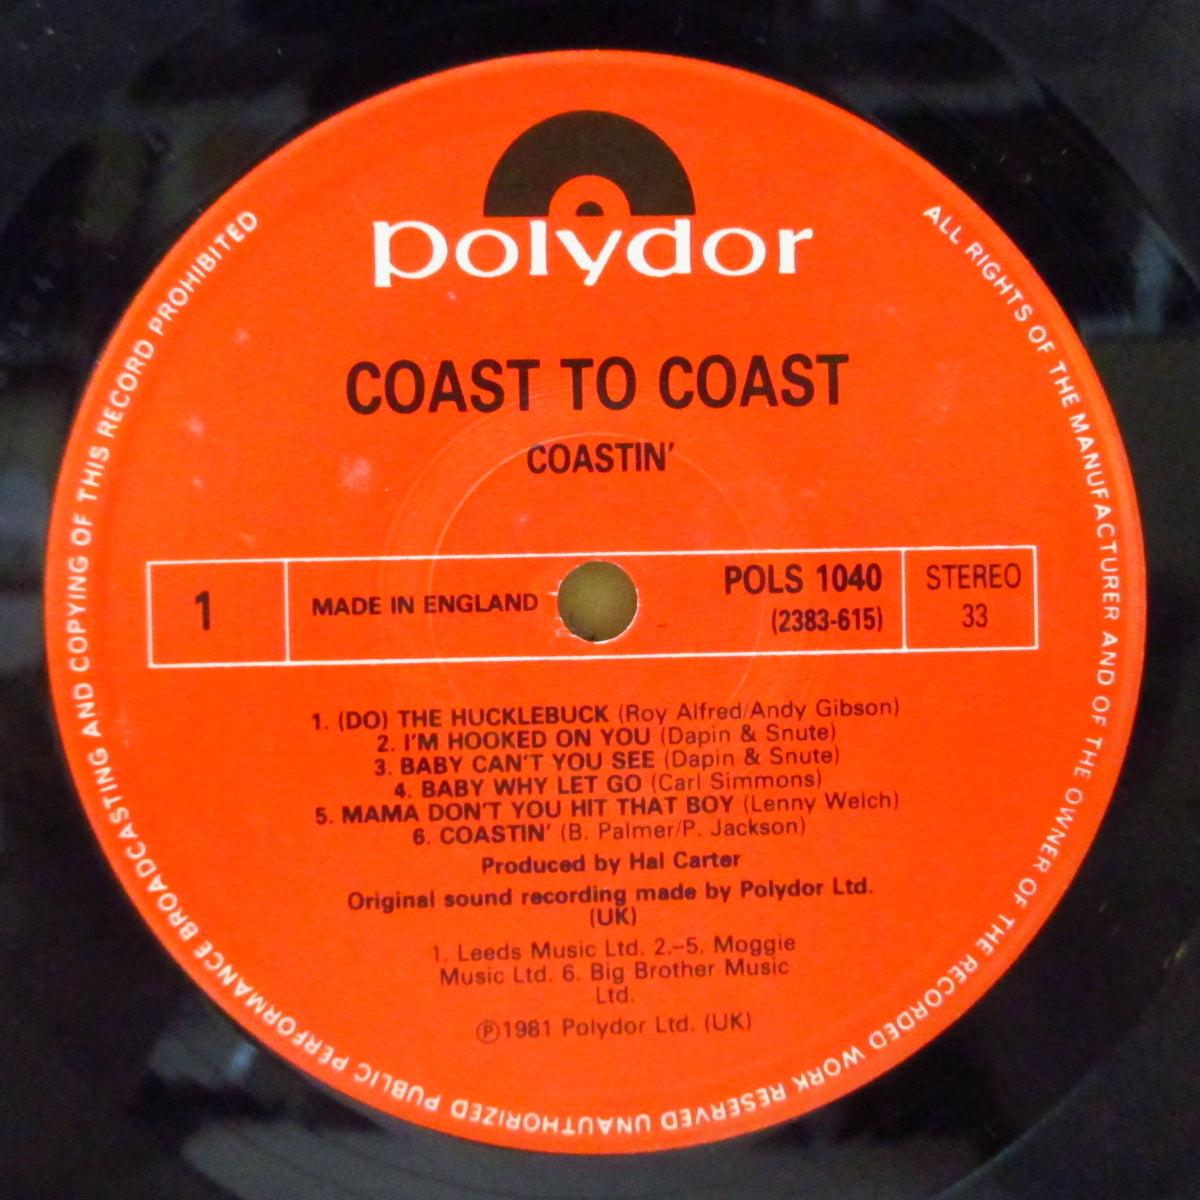 polydor
COAST TO COAST
COASTIN'
1
MADE IN ENGLAND
POLS 1040
(2383-615)
STEREO
33
1. (DO) THE HUCKLEBUCK (Roy Alfred/Andy Gibson)
2. I'M HOOKED ON YOU (Dapin & Snute)
3. BABY CAN'T YOU SEE (Dapin & Snute)
4. BABY WHY LET GO (Carl Simmons)
5. MAMA DON'T YOU HIT THAT BOY (Lenny Welch)
6. COASTIN' (B. Palmer/P. Jackson)
Produced by Hal Carter
Original sound recording made by Polydor Ltd.
(UK)
1. Leeds Music Ltd. 2.-5. Moggie
Music Ltd. 6. Big Brother Music
Ltd.
℗1981 Polydor Ltd. (UK)
ALL RIGHTS OF THE MANUFACTURER AND OF THE OWNER OF THE RECORDED WORK RESERVED UNAUTHORIZED PUBLIC PERFORMANCE BROADCASTING AND COPYING OF THIS RECORD PROHIBITED